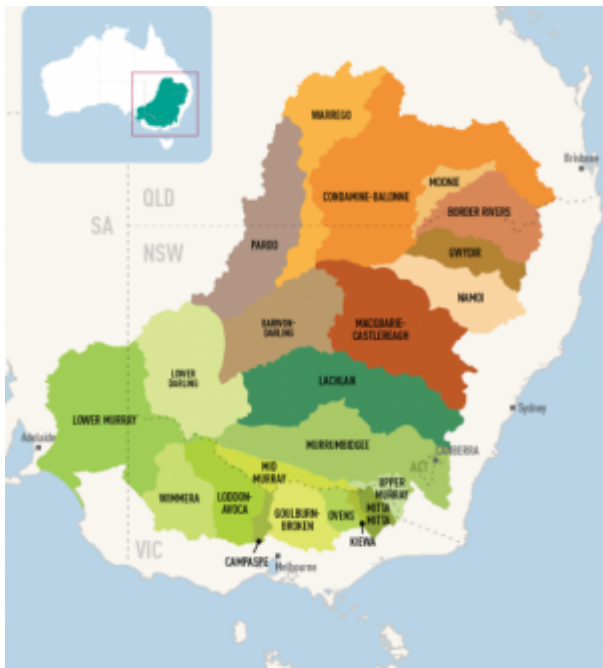 WARREGO
Brisbane
MOONIE
CONDAMINE-BALONNE
QLD
BORDER RIVERS
SA
PAROO
NSW
GWYDIR
NAMOI
BARWON-
DARLING
MACQUARIE-
CASTLEREAGH
LOWER
DARLING
LACHLAN
Sydney
LOWER MURRAY
Adelaide
MURRUMBIDGEE
CANBERRA
ACT
MID
MURRAY
UPPER
MURRAY
WIMMERA
LODDON-
AVOCA
GOULBURN-
BROKEN
OVENS
MITTA
MITTA
KIEWA
VIC
CAMPASPE
Melbourne